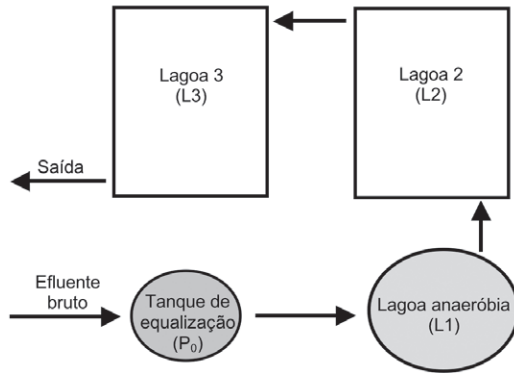 Lagoa 3
(L3)
Lagoa 2
(L2)
Saída
Efluente
bruto
Tanque de
equalização
(P₀)
Lagoa anaeróbia
(L1)